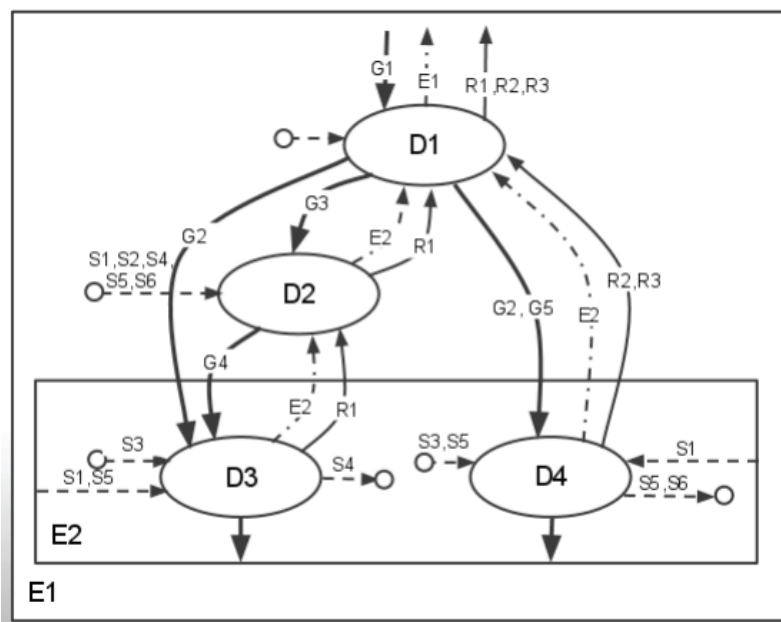 G1
E1
R1,R2,R3
D1
G3
G2
E2
R1
S1,S2,S4,
S5,S6
D2
R2,R3
G2, G5
E2
G4
E2
R1
S3
S3,S5
S1
S1,S5
D3
S4
D4
S5,S6
E2
E1